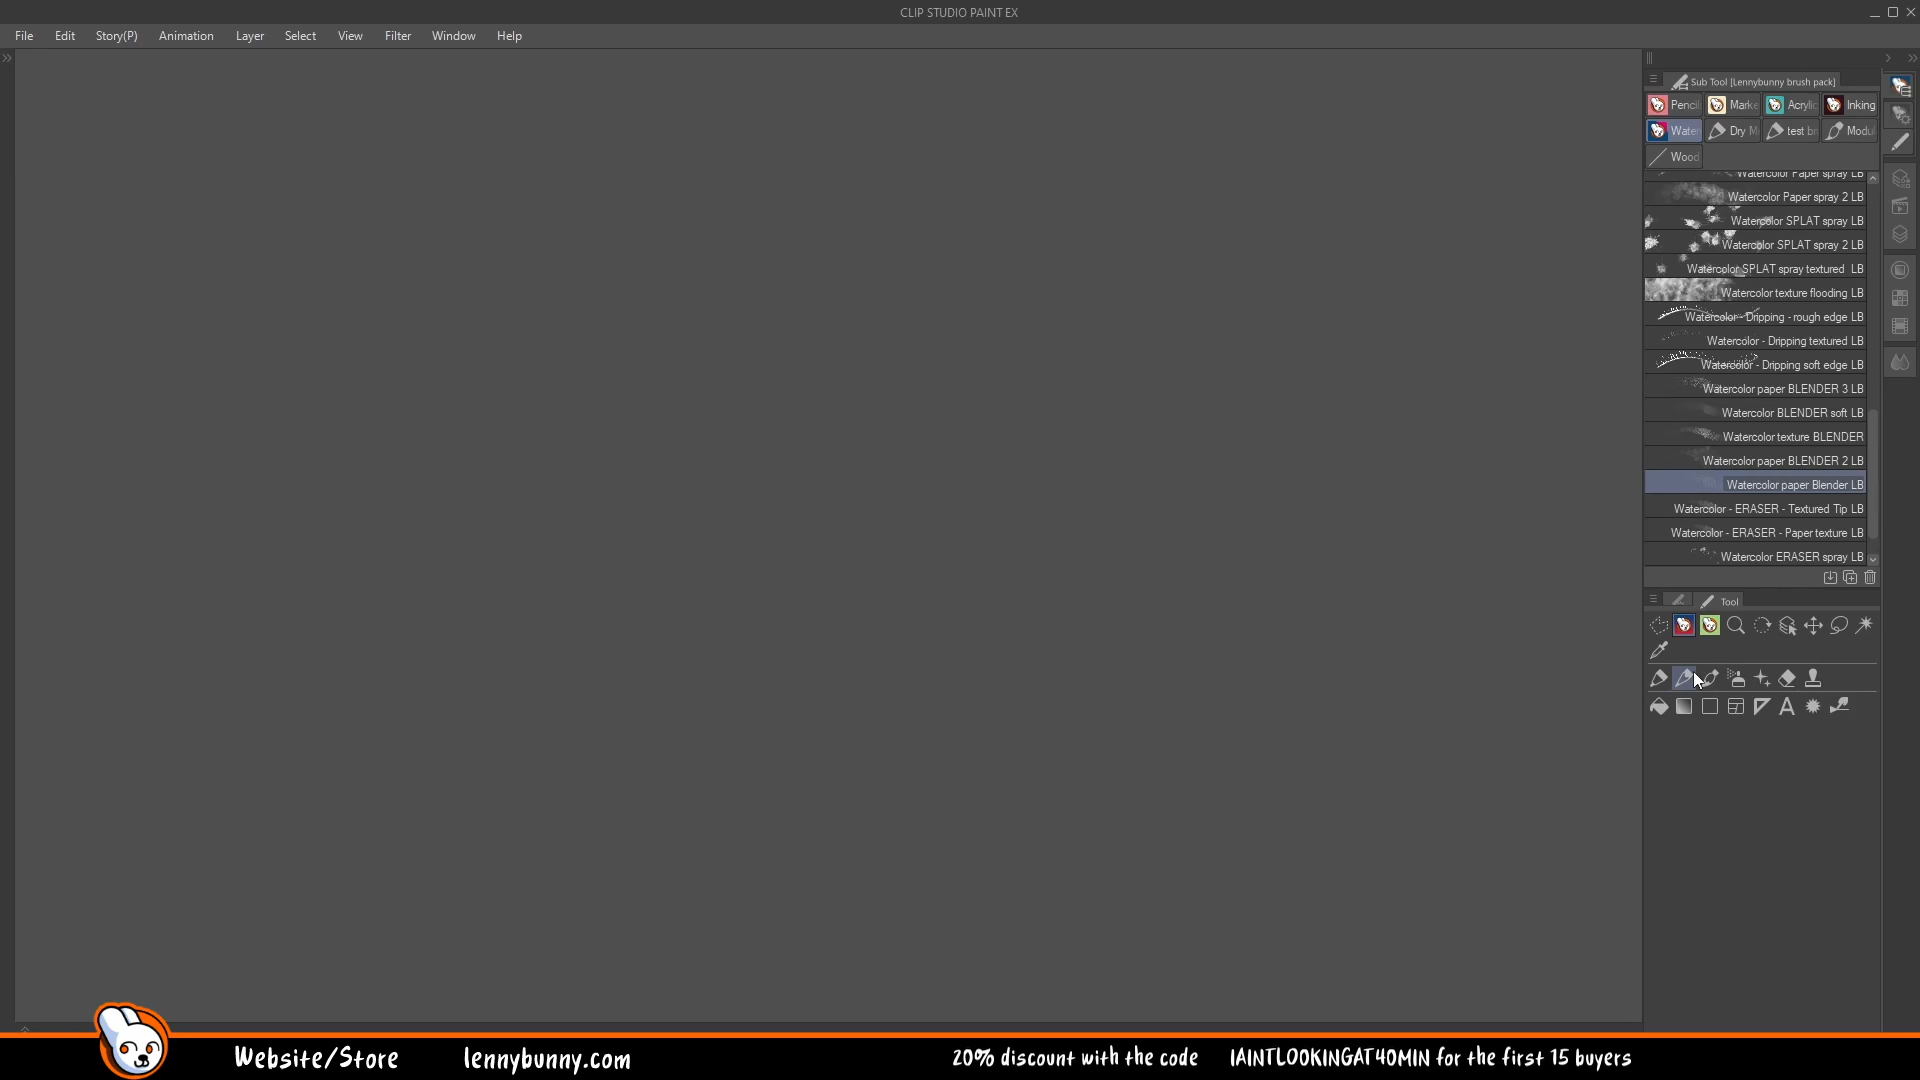 CLIP STUDIO PAINT EX
File Edit Story(P) Animation Layer Select View Filter Window Help
Sub Tool [Lennybunny brush pack]
Pencil Marke Acrylic Inking
Water Dry M test br Modul
Wood
Watercolor Paper spray LB
Watercolor Paper spray 2 LB
Watercolor SPLAT spray LB
Watercolor SPLAT spray 2 LB
Watercolor SPLAT spray textured LB
Watercolor texture flooding LB
Watercolor - Dripping - rough edge LB
Watercolor - Dripping textured LB
Watercolor - Dripping soft edge LB
Watercolor paper BLENDER 3 LB
Watercolor BLENDER soft LB
Watercolor texture BLENDER
Watercolor paper BLENDER 2 LB
Watercolor paper Blender LB
Watercolor - ERASER - Textured Tip LB
Watercolor - ERASER - Paper texture LB
Watercolor ERASER spray LB
Tool
Website/Store lennybunny.com 20% discount with the code IAINTLOOKINGAT40MIN for the first 15 buyers